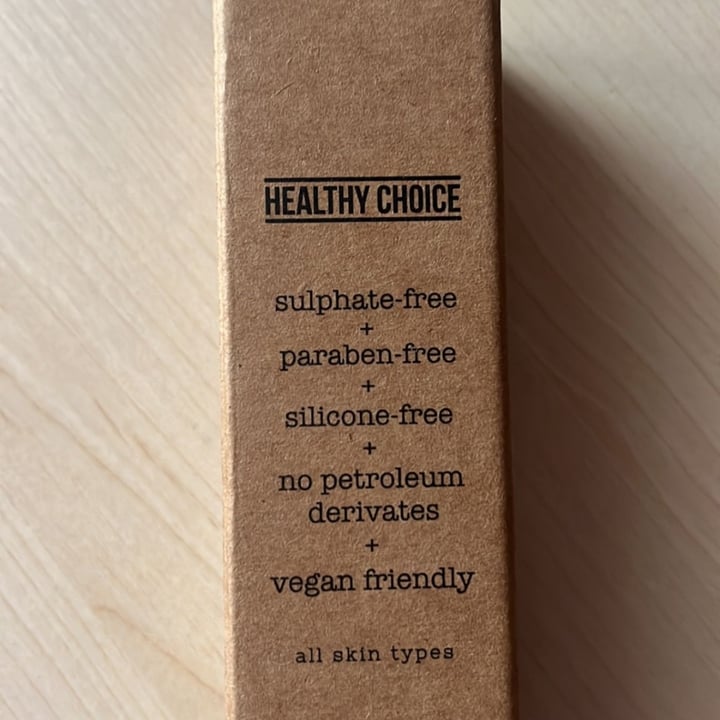 HEALTHY CHOICE
sulphate-free
+
paraben-free
+
silicone-free
+
no petroleum
derivates
+
vegan friendly
all skin types